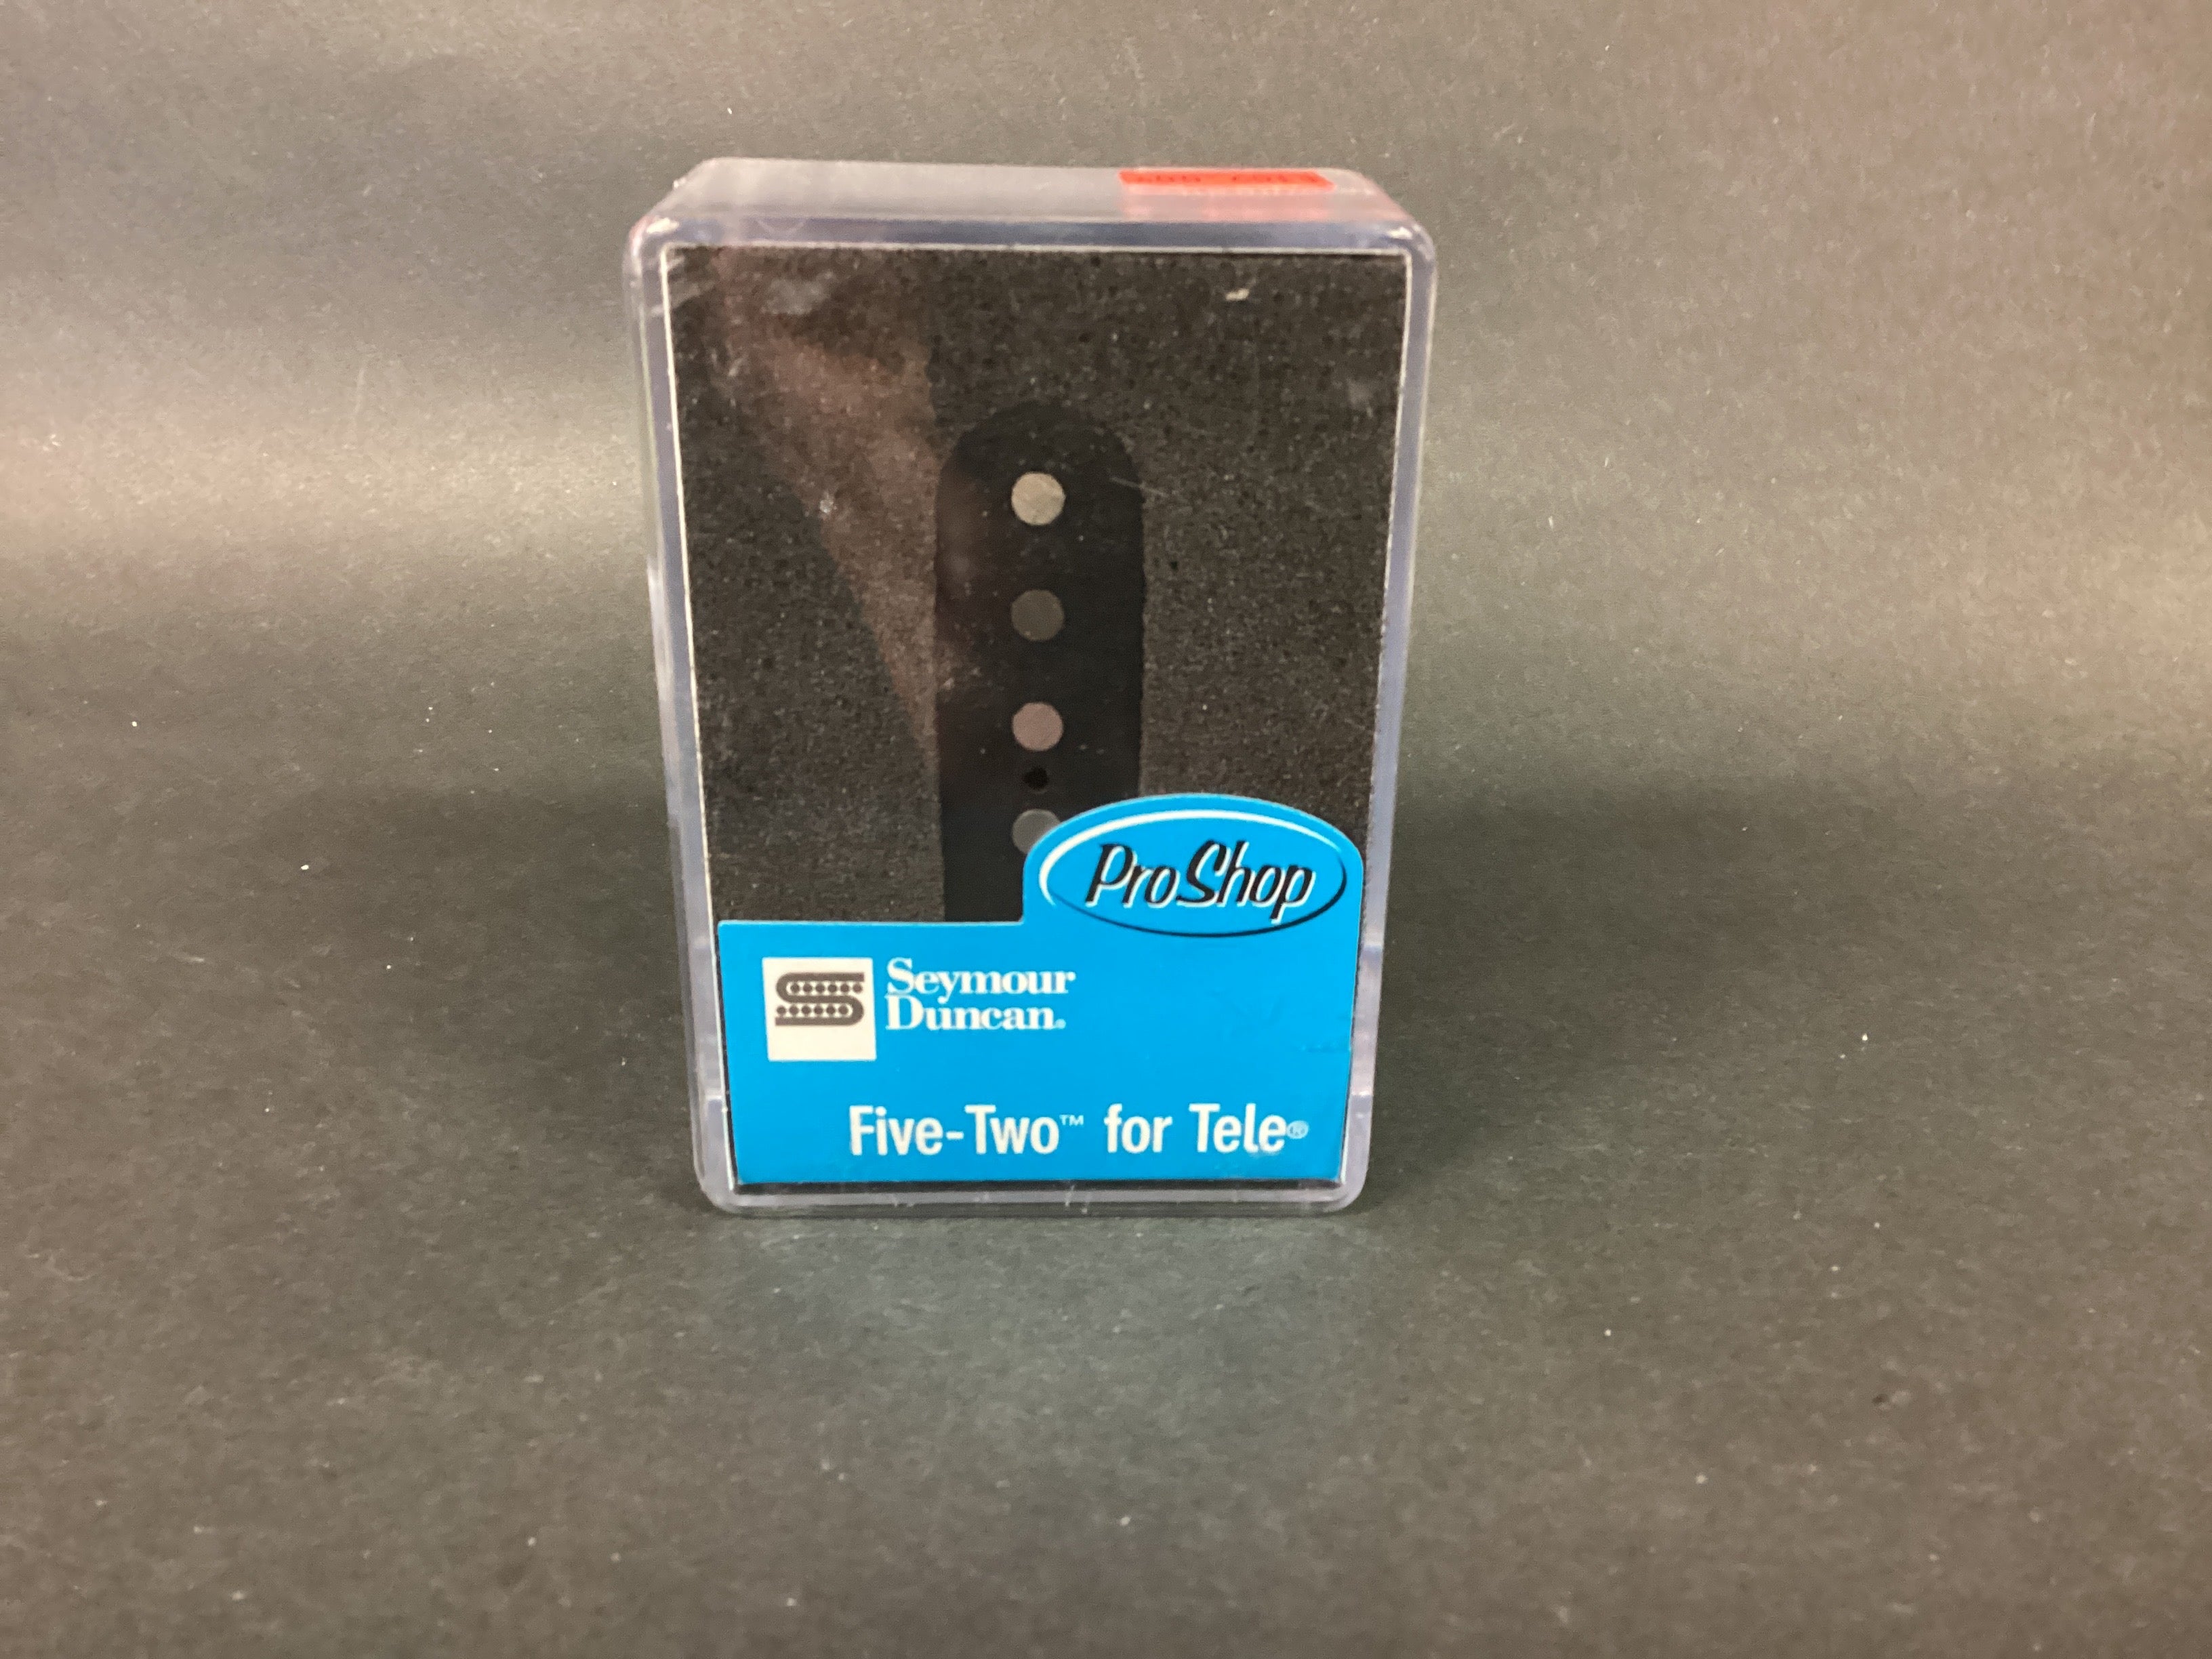 ProShop
Seymour
Duncan®
Five-Two™ for Tele®